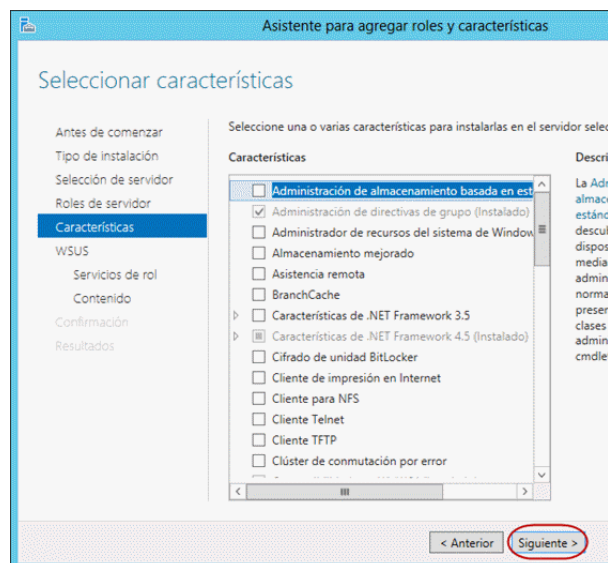 Asistente para agregar roles y características
Seleccionar características
Antes de comenzar
Tipo de instalación
Selección de servidor
Roles de servidor
Características
WSUS
Servicios de rol
Contenido
Confirmación
Resultados
Seleccione una o varias características para instalarlas en el servidor selec
Características
Administración de almacenamiento basada en est
Administración de directivas de grupo (Instalado)
Administrador de recursos del sistema de Window
Almacenamiento mejorado
Asistencia remota
BranchCache
Características de .NET Framework 3.5
Características de .NET Framework 4.5 (Instalado)
Cifrado de unidad BitLocker
Cliente de impresión en Internet
Cliente para NFS
Cliente Telnet
Cliente TFTP
Clúster de conmutación por error
Descri
La Adm
almace
estánd
descul
dispos
media
admin
norma
presen
clases
admin
cmdle
< Anterior
Siguiente >